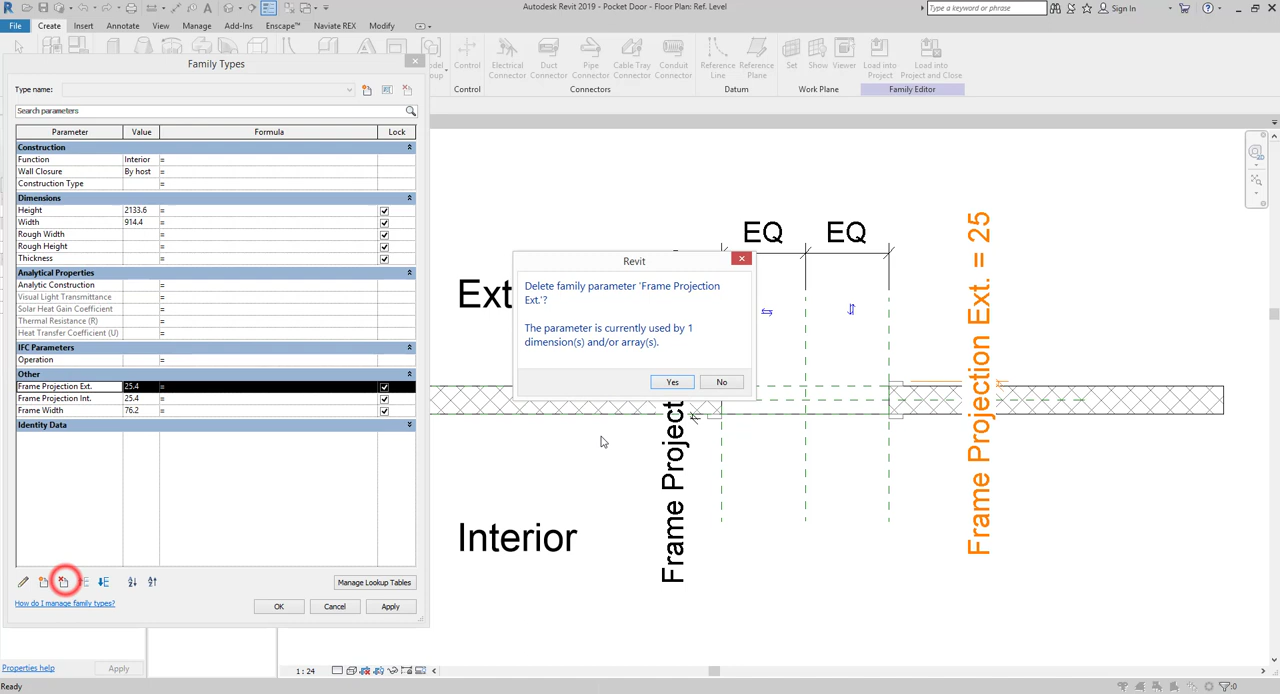 Autodesk Revit 2019 - Pocket Door - Floor Plan: Ref. Level
Type a keyword or phrase
Sign In
File
Create
Insert
Annotate
View
Manage
Add-Ins
Enscape™
Naviate REX
Modify
Control
Electrical
Connector
Duct
Connector
Pipe
Connector
Cable Tray
Connector
Conduit
Connector
Reference
Line
Reference
Plane
Set
Show
Viewer
Load into
Project
Load into
Project and Close
Control
Connectors
Datum
Work Plane
Family Editor
Family Types
Type name:
Search parameters
Parameter Value Formula Lock
Construction
Function Interior =
Wall Closure By host =
Construction Type =
Dimensions
Height 2133.6 =
Width 914.4 =
Rough Width =
Rough Height =
Thickness =
Analytical Properties
Analytic Construction =
Visual Light Transmittance =
Solar Heat Gain Coefficient =
Thermal Resistance (R) =
Heat Transfer Coefficient (U) =
IFC Parameters
Operation =
Other
Frame Projection Ext. 25.4 =
Frame Projection Int. 25.4 =
Frame Width 76.2 =
Identity Data
Manage Lookup Tables
How do I manage family types?
OK
Cancel
Apply
Properties help
Apply
Ready
Revit
Delete family parameter 'Frame Projection
Ext.'?
The parameter is currently used by 1
dimension(s) and/or array(s).
Yes
No
EQ
EQ
Ext
Interior
Frame Project
Frame Projection Ext. = 25
1 : 24
:0